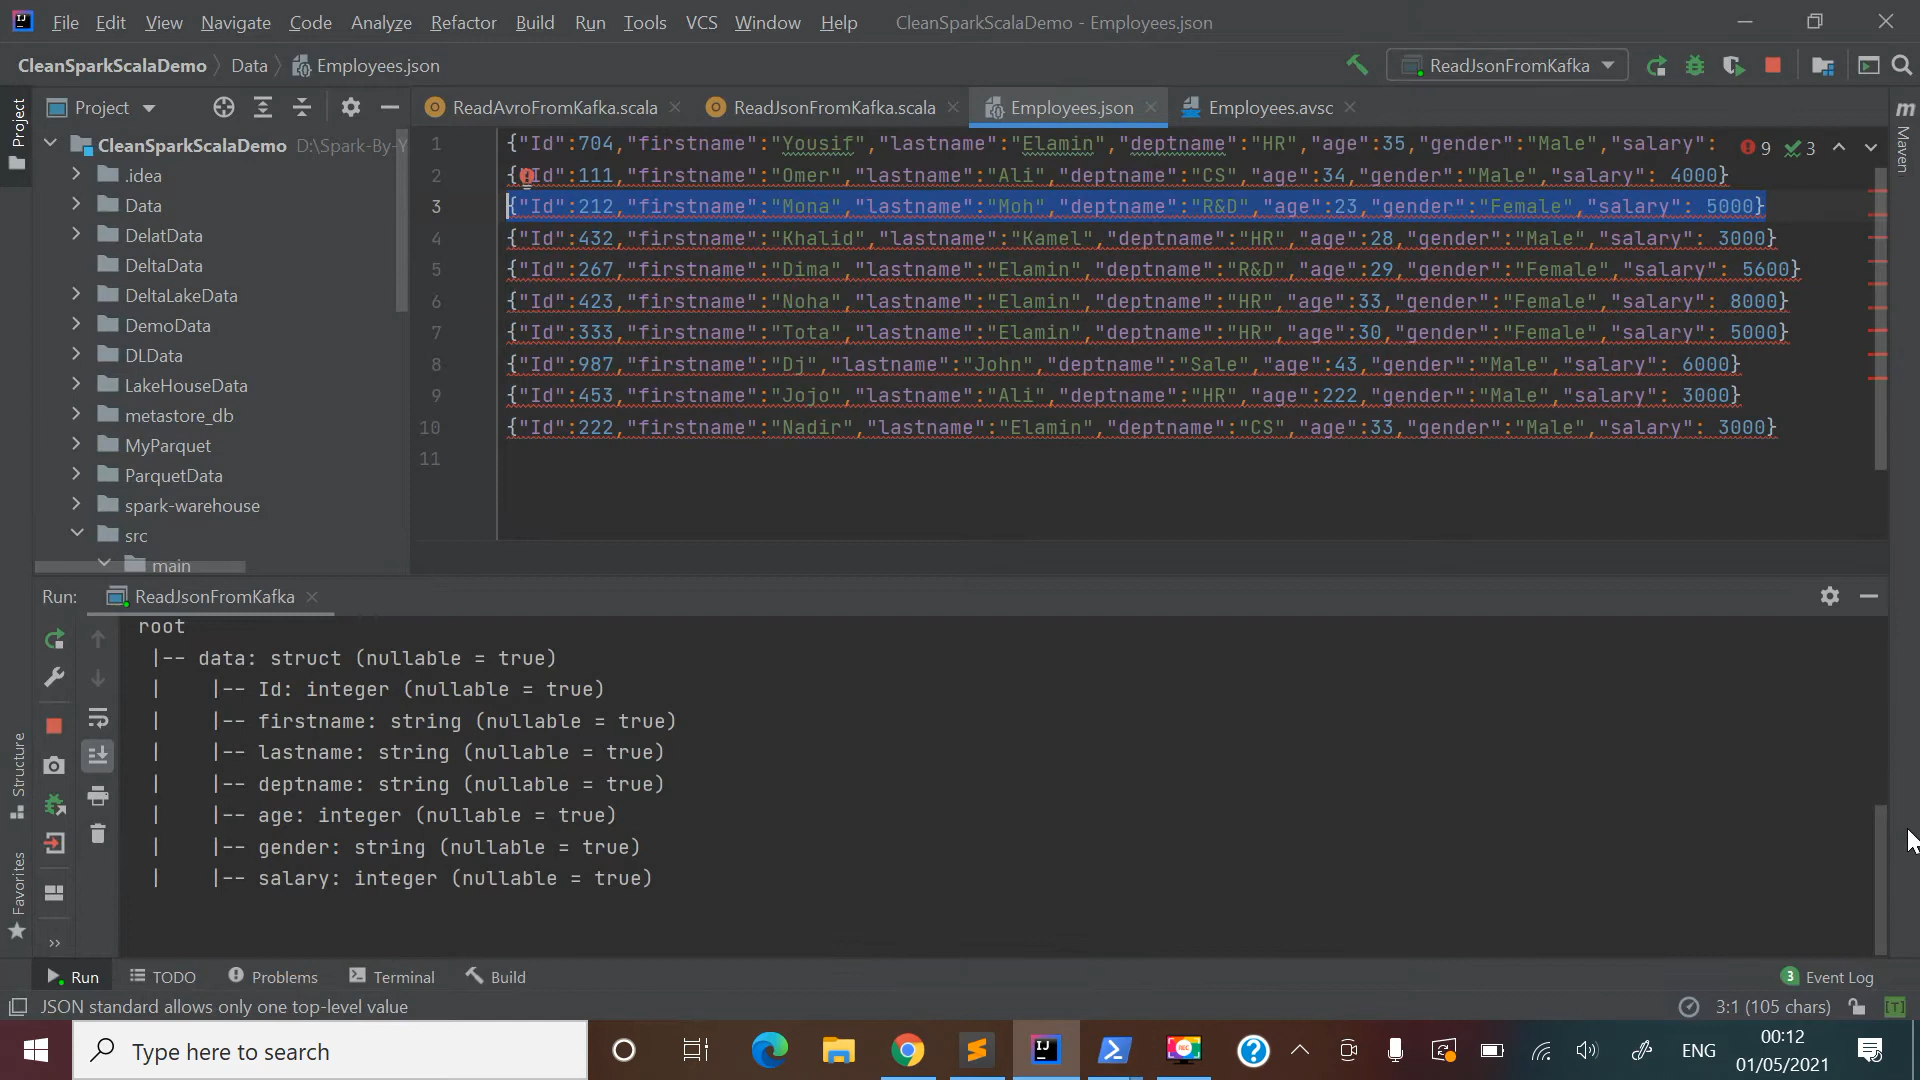 File Edit View Navigate Code Analyze Refactor Build Run Tools VCS Window Help CleanSparkScalaDemo - Employees.json
CleanSparkScalaDemo Data Employees.json ReadJsonFromKafka
Project
ReadAvroFromKafka.scala ReadJsonFromKafka.scala Employees.json Employees.avsc
Project
Maven
CleanSparkScalaDemo D:\Spark-By-Y
.idea
Data
DelatData
DeltaData
DeltaLakeData
DemoData
DLData
LakeHouseData
metastore_db
MyParquet
ParquetData
spark-warehouse
src
main
9 3
1 {"Id":704,"firstname":"Yousif","lastname":"Elamin","deptname":"HR","age":35,"gender":"Male","salary":
2 {"Id":111,"firstname":"Omer","lastname":"Ali","deptname":"CS","age":34,"gender":"Male","salary": 4000}
3 {"Id":212,"firstname":"Mona","lastname":"Moh","deptname":"R&D","age":23,"gender":"Female","salary": 5000}
4 {"Id":432,"firstname":"Khalid","lastname":"Kamel","deptname":"HR","age":28,"gender":"Male","salary": 3000}
5 {"Id":267,"firstname":"Dima","lastname":"Elamin","deptname":"R&D","age":29,"gender":"Female","salary": 5600}
6 {"Id":423,"firstname":"Noha","lastname":"Elamin","deptname":"HR","age":33,"gender":"Female","salary": 8000}
7 {"Id":333,"firstname":"Tota","lastname":"Elamin","deptname":"HR","age":30,"gender":"Female","salary": 5000}
8 {"Id":987,"firstname":"Dj","lastname":"John","deptname":"Sale","age":43,"gender":"Male","salary": 6000}
9 {"Id":453,"firstname":"Jojo","lastname":"Ali","deptname":"HR","age":222,"gender":"Male","salary": 3000}
10 {"Id":222,"firstname":"Nadir","lastname":"Elamin","deptname":"CS","age":33,"gender":"Male","salary": 3000}
11
Run: ReadJsonFromKafka
root
|-- data: struct (nullable = true)
| |-- Id: integer (nullable = true)
| |-- firstname: string (nullable = true)
| |-- lastname: string (nullable = true)
| |-- deptname: string (nullable = true)
| |-- age: integer (nullable = true)
| |-- gender: string (nullable = true)
| |-- salary: integer (nullable = true)
Structure
Favorites
Run TODO Problems Terminal Build 3 Event Log
JSON standard allows only one top-level value 3:1 (105 chars) [T]
Type here to search
ENG
00:12
01/05/2021